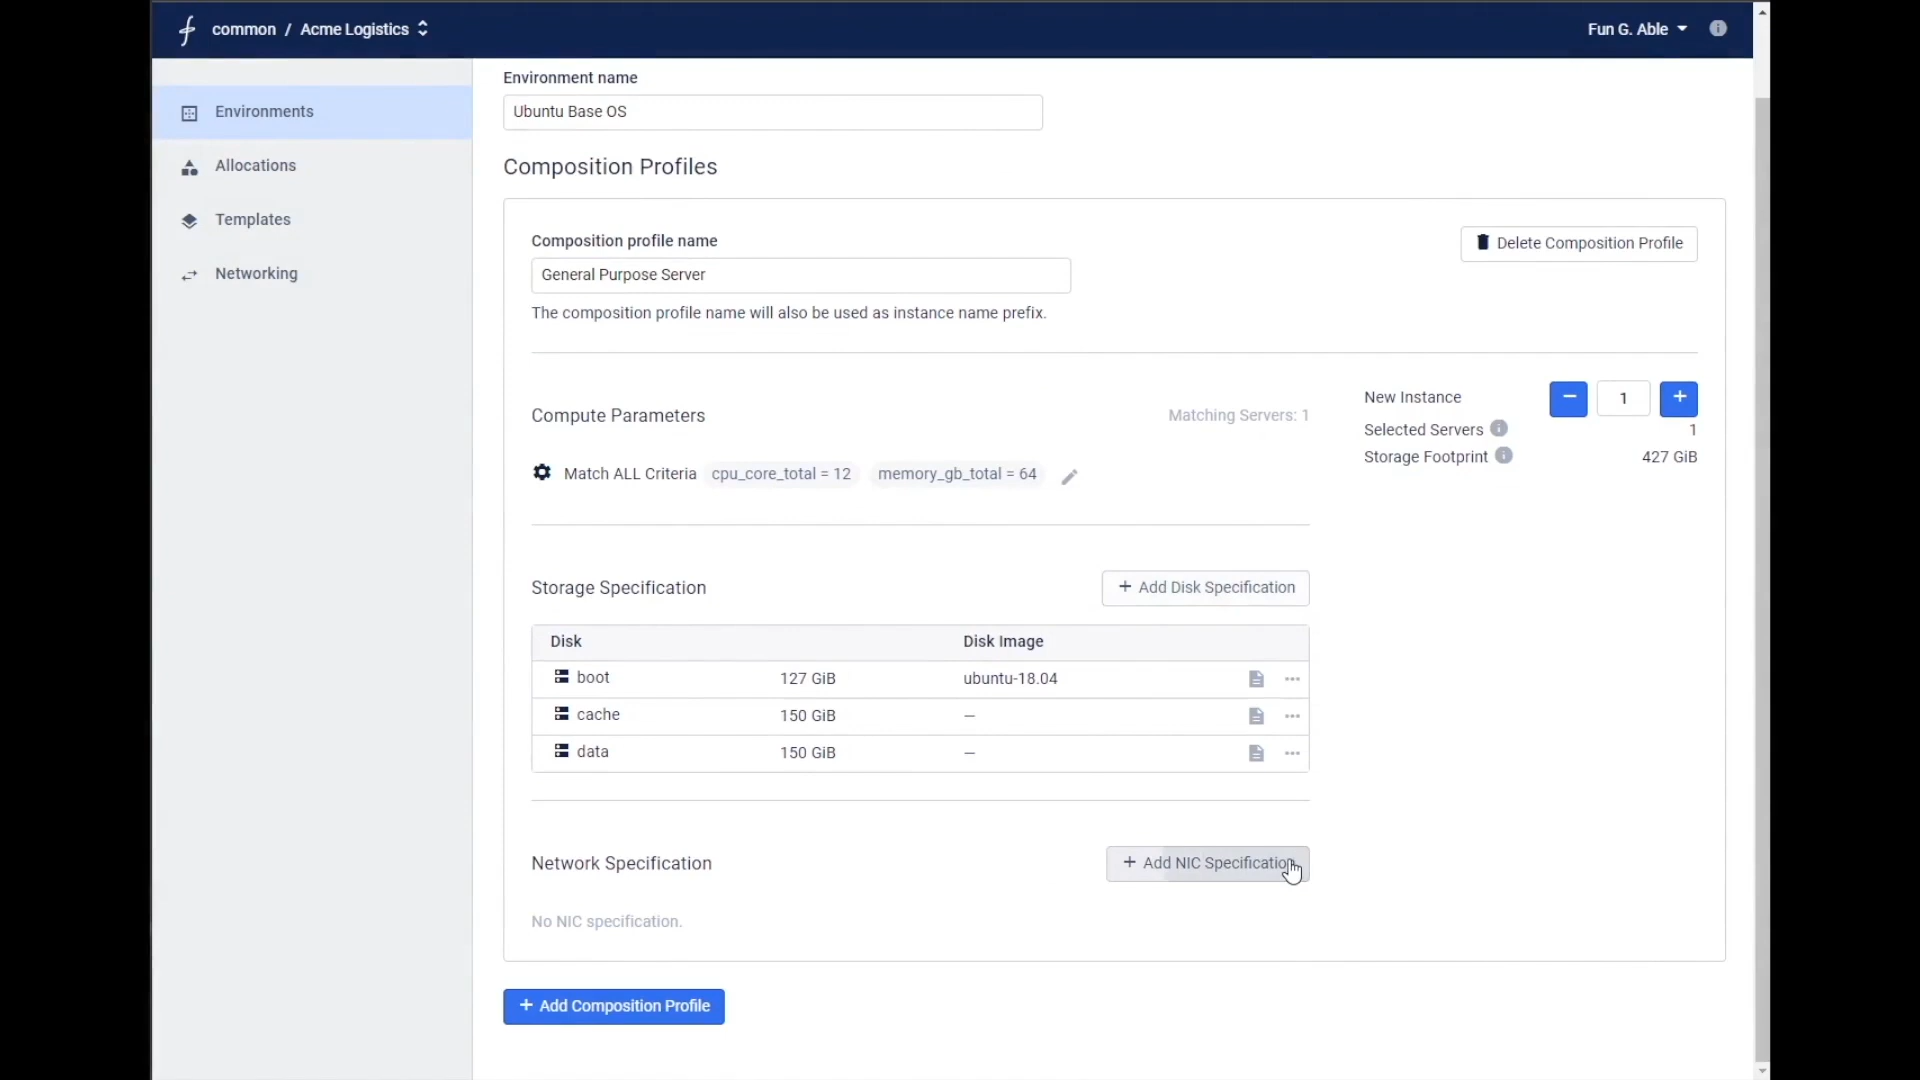 common / Acme Logistics
Fun G. Able
Environments
Allocations
Templates
Networking
Environment name
Ubuntu Base OS
Composition Profiles
Composition profile name
Delete Composition Profile
General Purpose Server
The composition profile name will also be used as instance name prefix.
Compute Parameters
Matching Servers: 1
New Instance
1
Selected Servers
1
Storage Footprint
427 GiB
Match ALL Criteria cpu_core_total = 12 memory_gb_total = 64
Storage Specification
+ Add Disk Specification
Disk Disk Image
boot 127 GiB ubuntu-18.04
cache 150 GiB —
data 150 GiB —
Network Specification
+ Add NIC Specification
No NIC specification.
+ Add Composition Profile